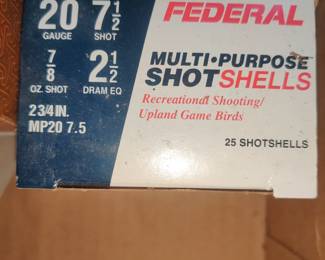 20 7 1/2
GAUGE SHOT
7/8 2 1/2
OZ. SHOT DRAM EQ
2 3/4 IN.
MP20 7.5
FEDERAL
MULTI•PURPOSE
SHOTSHELLS
Recreational Shooting/
Upland Game Birds
25 SHOTSHELLS